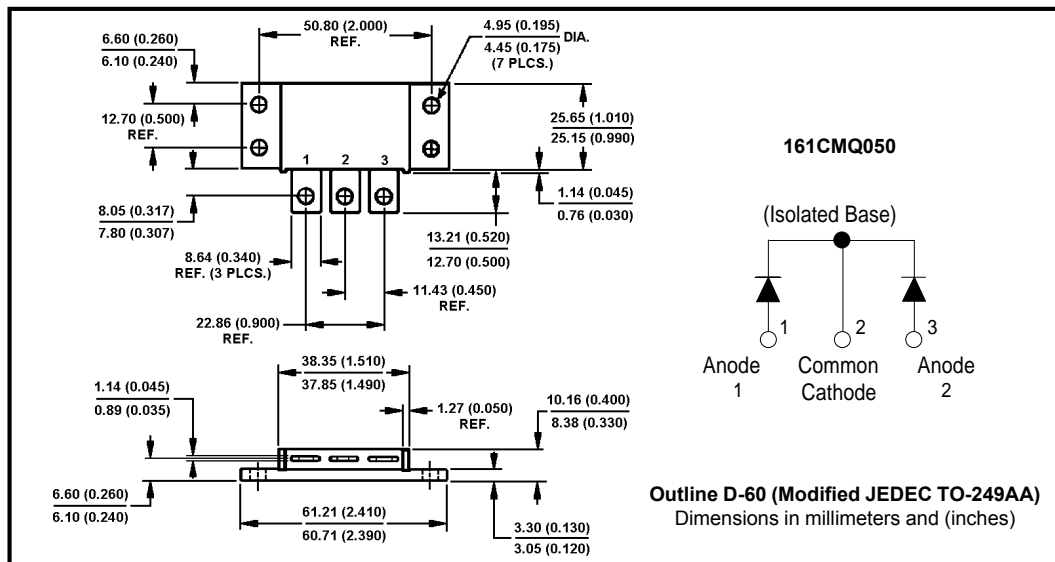 50.80 (2.000)
REF.
4.95 (0.195)
4.45 (0.175)
DIA.
(7 PLCS.)
6.60 (0.260)
6.10 (0.240)
12.70 (0.500)
REF.
25.65 (1.010)
25.15 (0.990)
1 2 3
8.05 (0.317)
7.80 (0.307)
1.14 (0.045)
0.76 (0.030)
13.21 (0.520)
12.70 (0.500)
8.64 (0.340)
REF. (3 PLCS.)
11.43 (0.450)
REF.
22.86 (0.900)
REF.
38.35 (1.510)
37.85 (1.490)
1.14 (0.045)
0.89 (0.035)
1.27 (0.050)
REF.
10.16 (0.400)
8.38 (0.330)
6.60 (0.260)
6.10 (0.240)
61.21 (2.410)
60.71 (2.390)
3.30 (0.130)
3.05 (0.120)
161CMQ050
(Isolated Base)
1 2 3
Anode Common Anode
1 Cathode 2
Outline D-60 (Modified JEDEC TO-249AA)
Dimensions in millimeters and (inches)